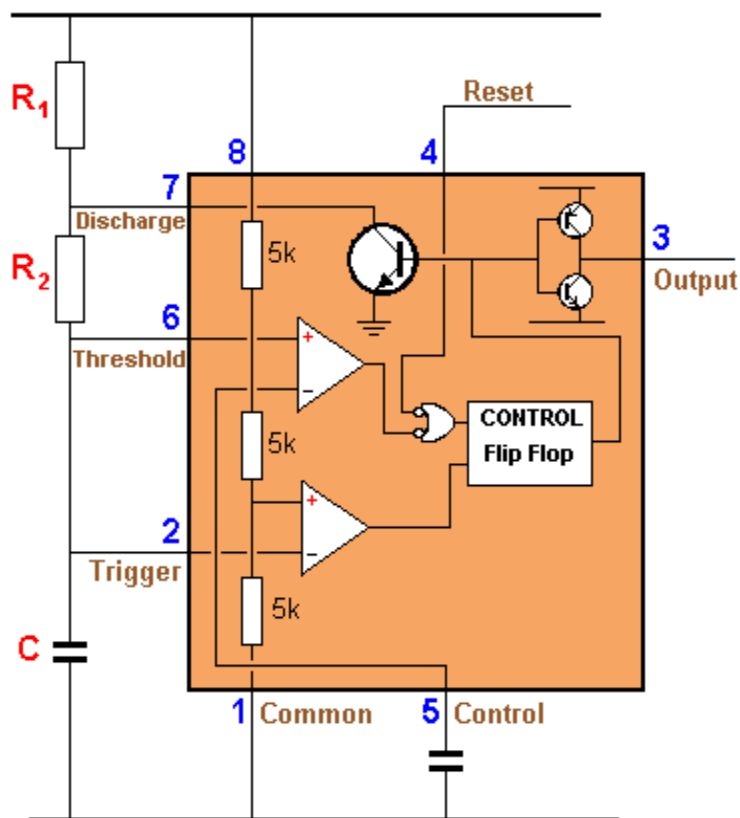 R1
Reset
8
4
7
Discharge
5k
3
Output
R2
6
Threshold
+
−
CONTROL
Flip Flop
5k
+
2
−
Trigger
5k
C
1 Common
5 Control